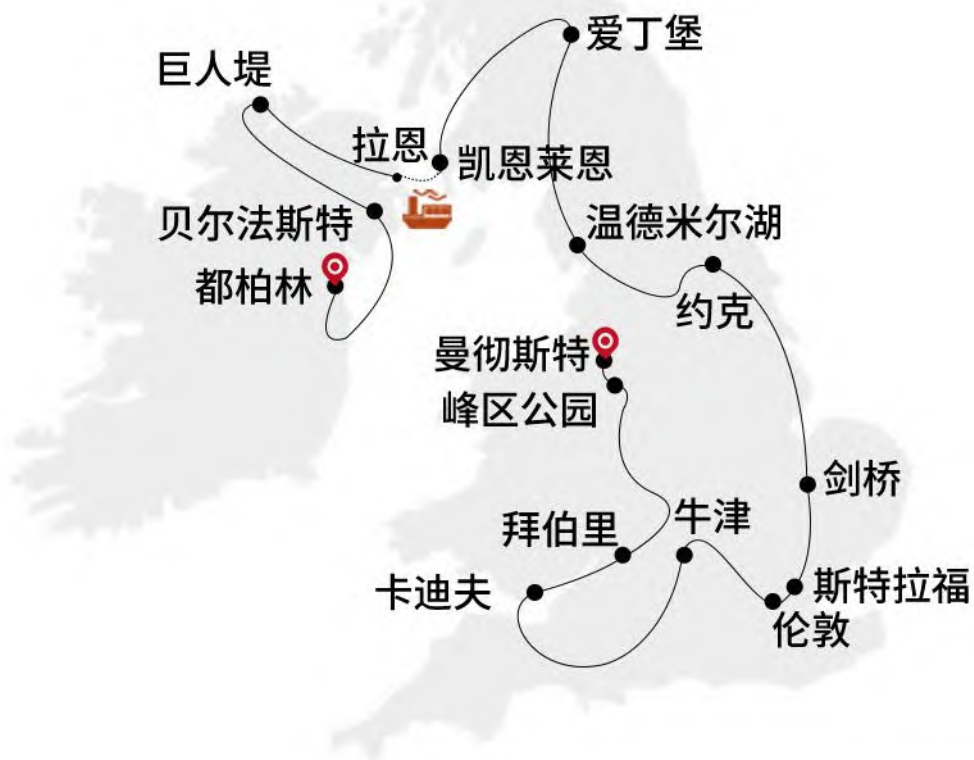 爱丁堡
巨人堤
拉恩
凯恩莱恩
贝尔法斯特
温德米尔湖
都柏林
约克
曼彻斯特
峰区公园
剑桥
牛津
拜伯里
卡迪夫
斯特拉福
伦敦